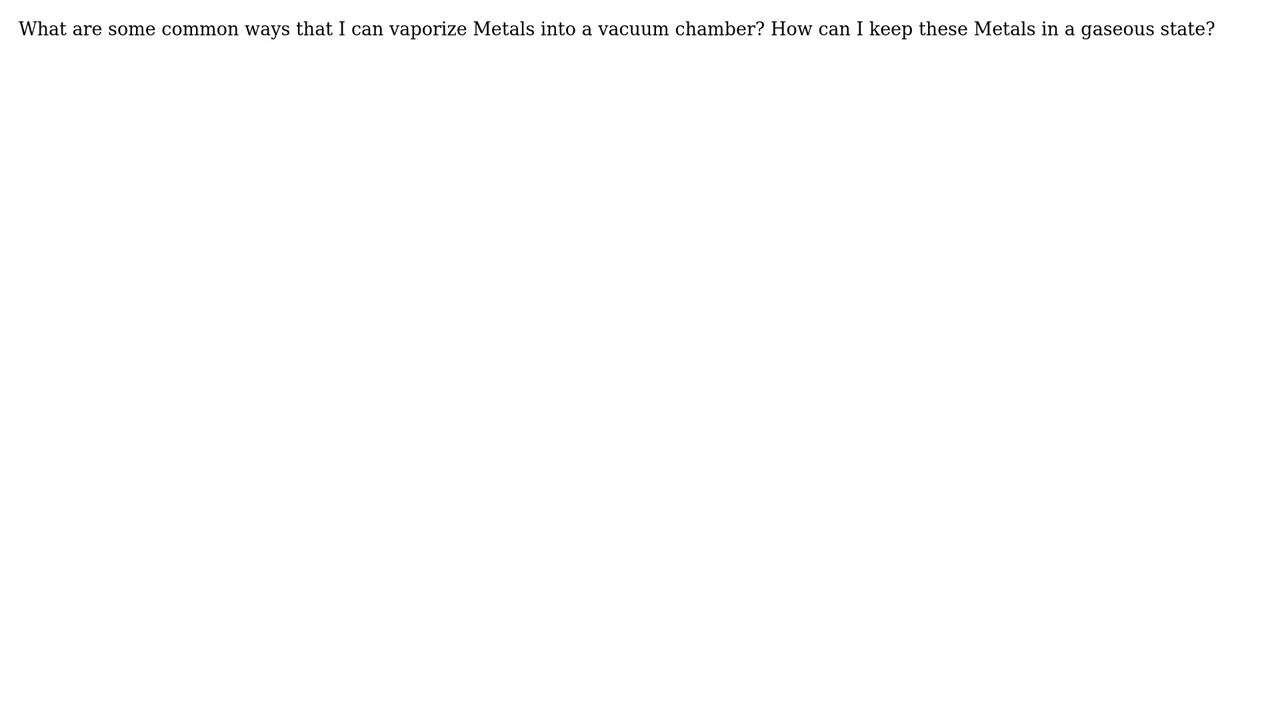 What are some common ways that I can vaporize Metals into a vacuum chamber? How can I keep these Metals in a gaseous state?